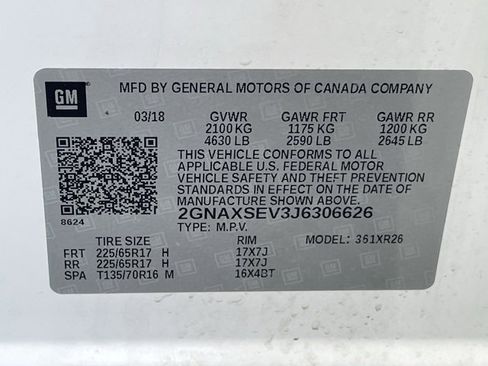 GM
MFD BY GENERAL MOTORS OF CANADA COMPANY
03/18 GVWR GAWR FRT GAWR RR
2100 KG 1175 KG 1200 KG
4630 LB 2590 LB 2645 LB
THIS VEHICLE CONFORMS TO ALL
APPLICABLE U.S. FEDERAL MOTOR
VEHICLE SAFETY AND THEFT PREVENTION
STANDARDS IN EFFECT ON THE DATE OF
MANUFACTURE SHOWN ABOVE.
8624
2GNAXSEV3J6306626
TYPE: M.P.V.
TIRE SIZE RIM MODEL: 361XR26
FRT 225/65R17 H 17X7J
RR 225/65R17 H 17X7J
SPA T135/70R16 M 16X4BT